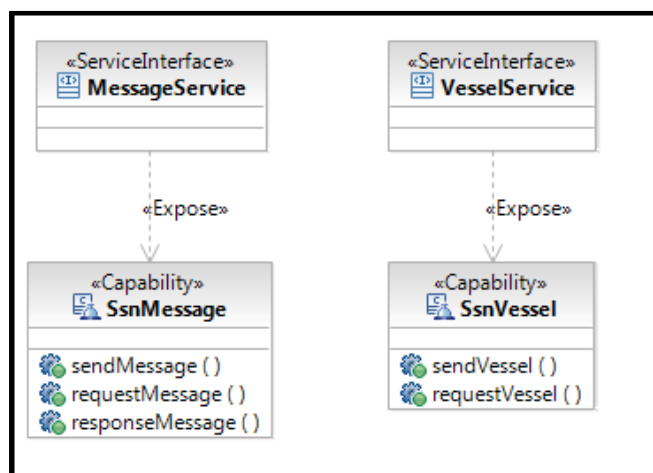 «ServiceInterface»
MessageService
«Expose»
«Capability»
SsnMessage
sendMessage ( )
requestMessage ( )
responseMessage ( )
«ServiceInterface»
VesselService
«Expose»
«Capability»
SsnVessel
sendVessel ( )
requestVessel ( )